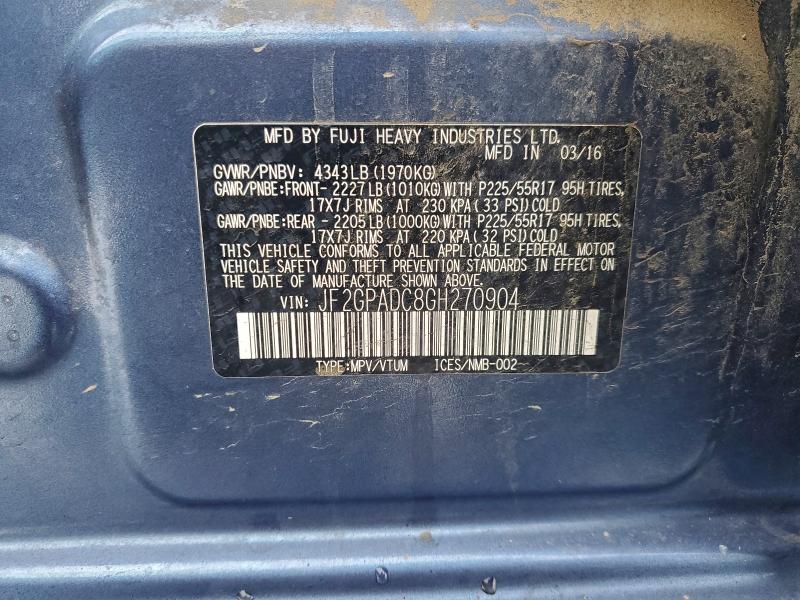 MFD BY FUJI HEAVY INDUSTRIES LTD.
MFD IN 03/16
GVWR/PNBV: 4343LB(1970KG)
GAWR/PNBE:FRONT- 2227LB(1010KG)WITH P225/55R17 95H TIRES,
17X7J RIMS AT 230 KPA(33 PSI)COLD
GAWR/PNBE:REAR - 2205LB(1000KG)WITH P225/55R17 95H TIRES,
17X7J RIMS AT 220 KPA(32 PSI)COLD
THIS VEHICLE CONFORMS TO ALL APPLICABLE FEDERAL MOTOR
VEHICLE SAFETY AND THEFT PREVENTION STANDARDS IN EFFECT ON
THE DATE OF MANUFACTURE SHOWN ABOVE.
VIN: JF2GPADC8GH270904
TYPE:MPV/VTUM ICES/NMB-002